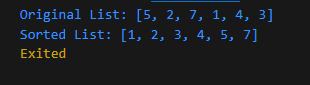 Original List: [5, 2, 7, 1, 4, 3]
Sorted List: [1, 2, 3, 4, 5, 7]
Exited